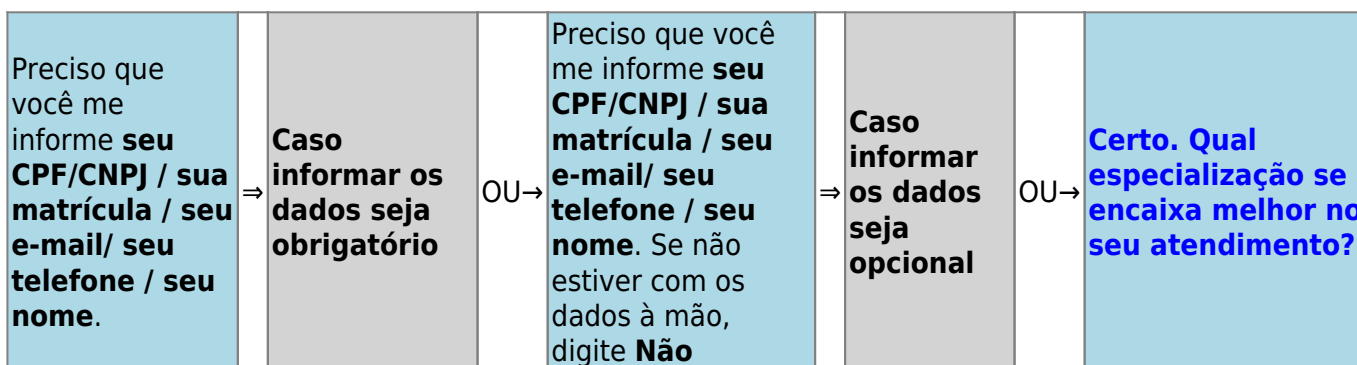 Preciso que
você me
informe seu
CPF/CNPJ / sua
matrícula / seu
e-mail/ seu
telefone / seu
nome.
⇒
Caso
informar os
dados seja
obrigatório
OU→
Preciso que você
me informe seu
CPF/CNPJ / sua
matrícula / seu
e-mail/ seu
telefone / seu
nome. Se não
estiver com os
dados à mão,
digite Não
⇒
Caso
informar
os dados
seja
opcional
OU→
Certo. Qual
especialização se
encaixa melhor no
seu atendimento?